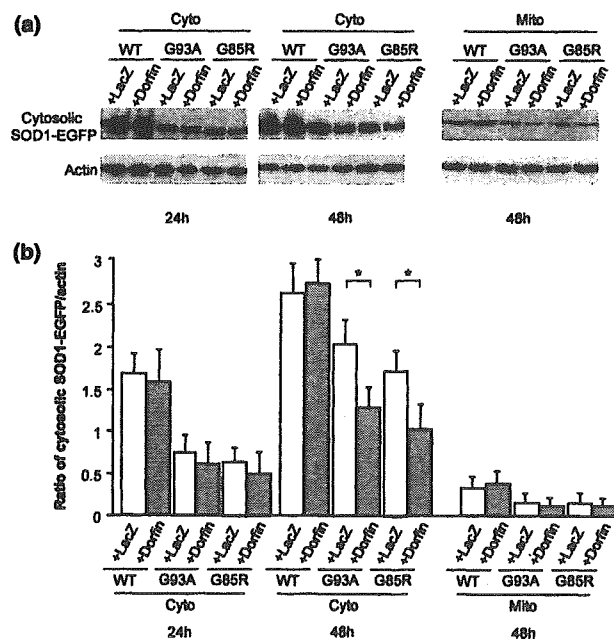 (a)
Cyto Cyto Mito
WT G93A G85R WT G93A G85R WT G93A G85R
+LacZ +Dorfin +LacZ +Dorfin +LacZ +Dorfin +LacZ +Dorfin +LacZ +Dorfin +LacZ +Dorfin +LacZ +Dorfin +LacZ +Dorfin +LacZ +Dorfin
Cytosolic
SOD1-EGFP
Actin
24h 48h 48h
(b)
Ratio of cytosolic SOD1-EGFP/actin
3
2.5
2
1.5
1
0.5
0
* *
+LacZ +Dorfin +LacZ +Dorfin +LacZ +Dorfin +LacZ +Dorfin +LacZ +Dorfin +LacZ +Dorfin +LacZ +Dorfin +LacZ +Dorfin +LacZ +Dorfin
WT G93A G85R WT G93A G85R WT G93A G85R
Cyto Cyto Mito
24h 48h 48h